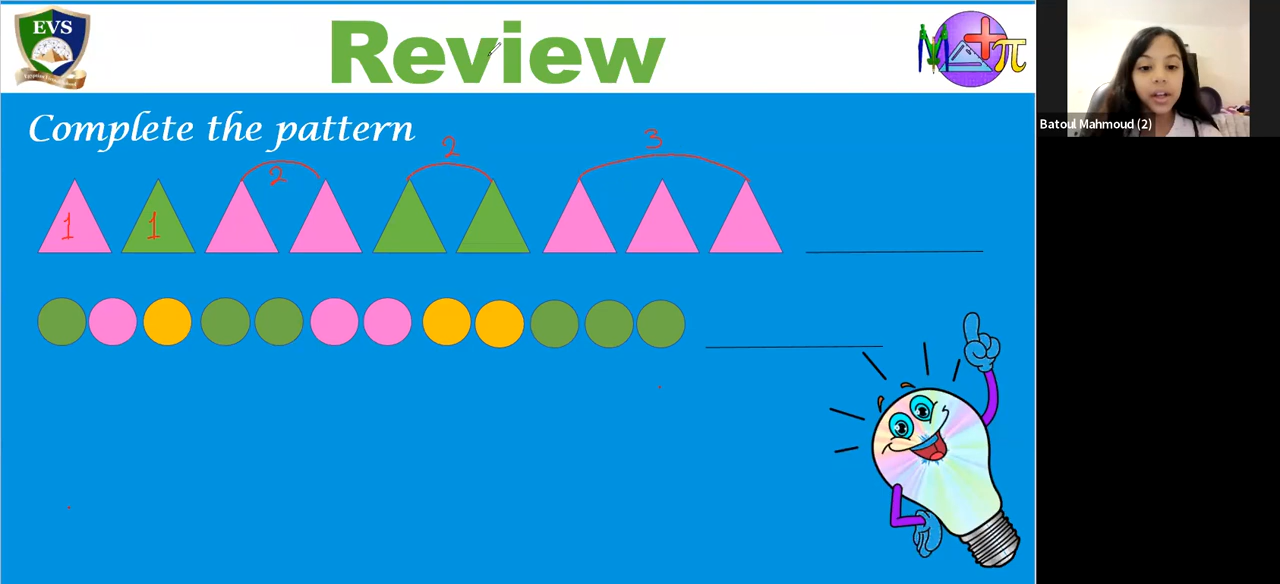 EVS
Review
M+π
Batoul Mahmoud (2)
Complete the pattern
2
3
2
1
1